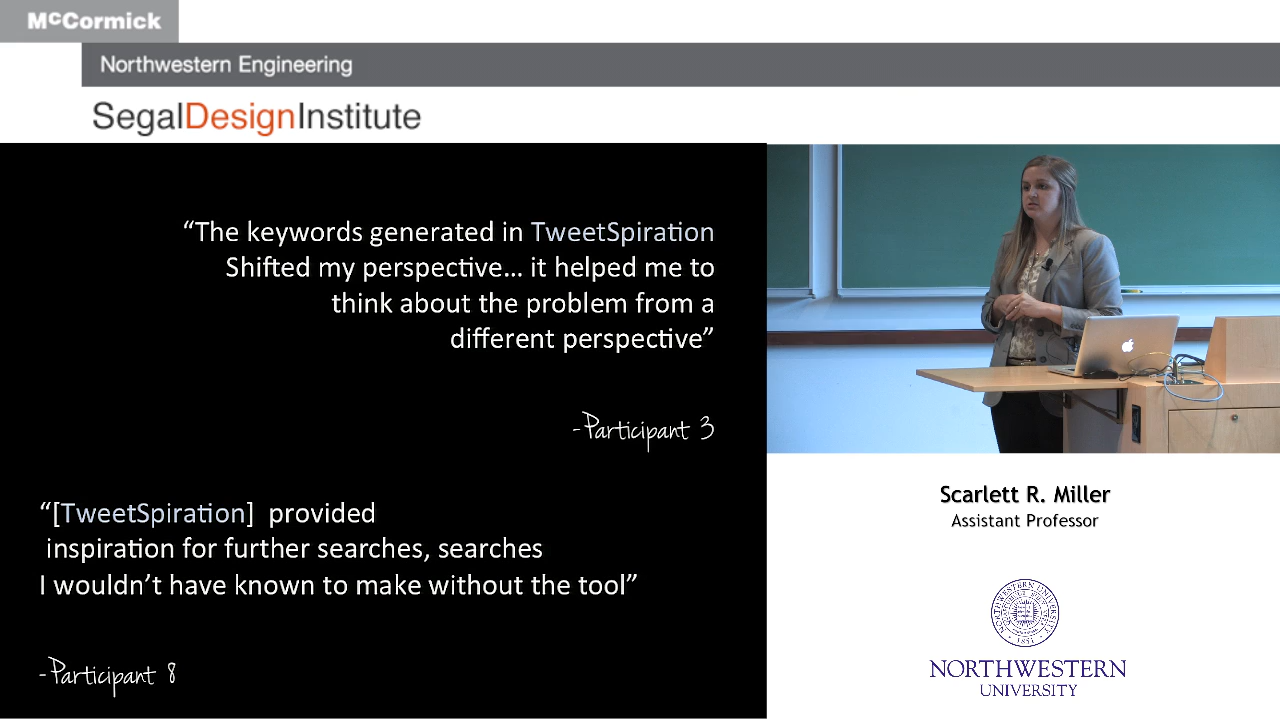 McCormick
Northwestern Engineering
SegalDesignInstitute
“The keywords generated in TweetSpiration
Shifted my perspective… it helped me to
think about the problem from a
different perspective”
-Participant 3
“[TweetSpiration] provided
inspiration for further searches, searches
I wouldn’t have known to make without the tool”
-Participant 8
Scarlett R. Miller
Assistant Professor
NORTHWESTERN
UNIVERSITY